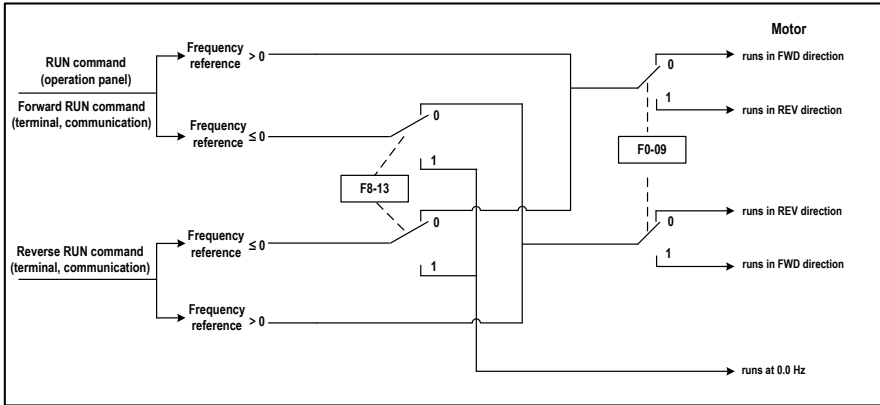 Motor
RUN command
(operation panel)
Forward RUN command
(terminal, communication)
Frequency
reference > 0
Frequency
reference ≤ 0
0
1
F8-13
0
1
Reverse RUN command
(terminal, communication)
Frequency
reference ≤ 0
Frequency
reference > 0
0
1
F0-09
0
1
runs in FWD direction
runs in REV direction
runs in REV direction
runs in FWD direction
runs at 0.0 Hz